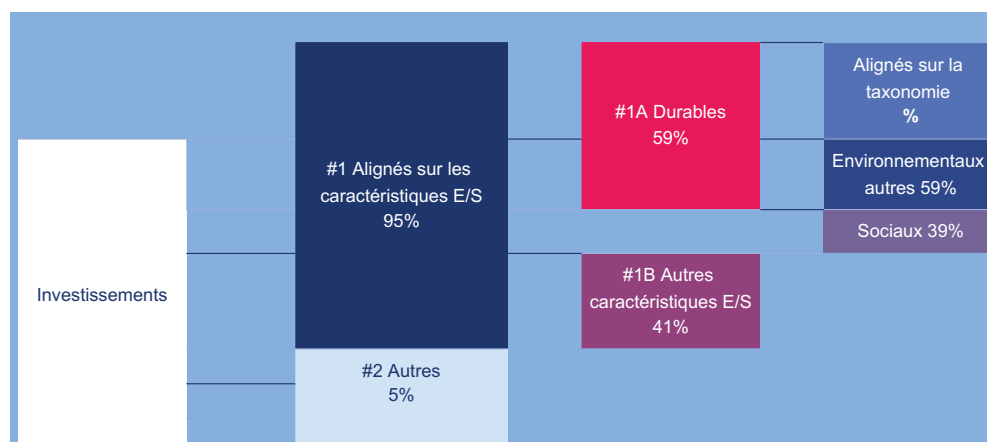 Investissements
#1 Alignés sur les
caractéristiques E/S
95%
#2 Autres
5%
#1A Durables
59%
#1B Autres
caractéristiques E/S
41%
Alignés sur la
taxonomie
%
Environnementaux
autres 59%
Sociaux 39%